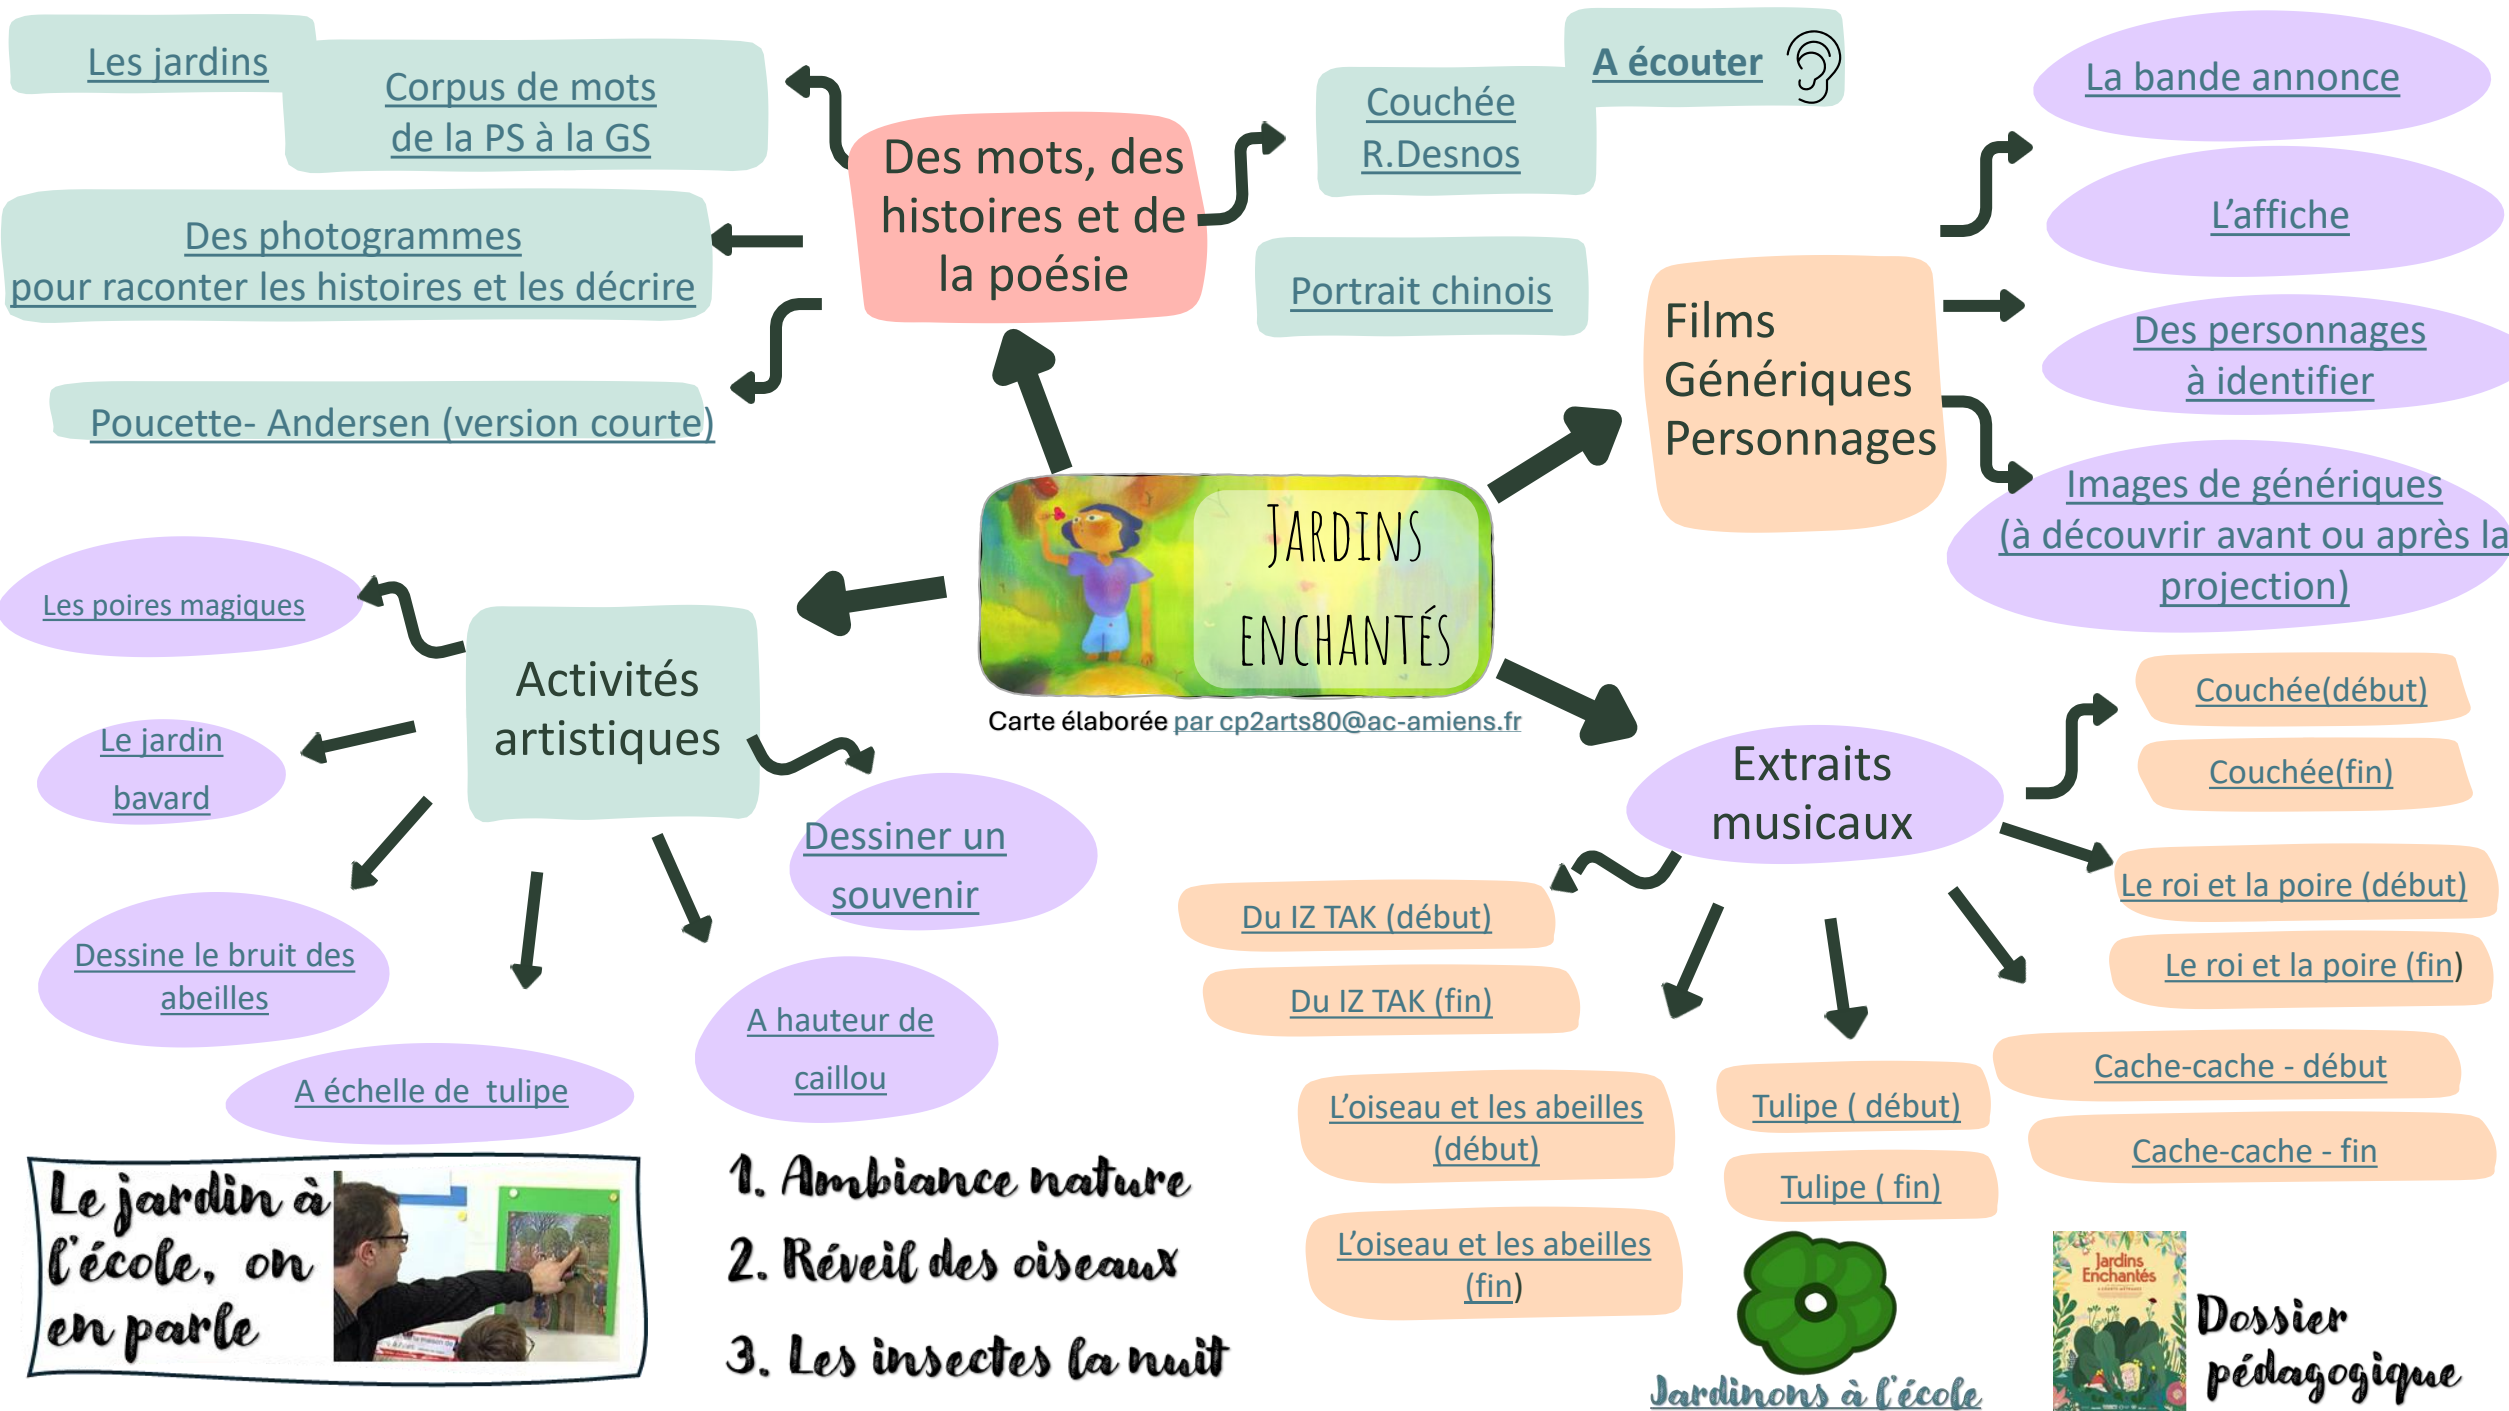 Les jardins
Corpus de mots
de la PS à la GS
Des photogrammes
pour raconter les histoires et les décrire
Poucette- Andersen (version courte)
Des mots, des
histoires et de
la poésie
A écouter
Couchée
R.Desnos
Portrait chinois
Films
Génériques
Personnages
La bande annonce
L’affiche
Des personnages
à identifier
Images de génériques
(à découvrir avant ou après la
projection)
Jardins
enchantés
Carte élaborée par cp2arts80@ac-amiens.fr
Activités
artistiques
Les poires magiques
Le jardin
bavard
Dessine le bruit des
abeilles
A échelle de  tulipe
A hauteur de
caillou
Dessiner un
souvenir
Extraits
musicaux
Couchée(début)
Couchée(fin)
Le roi et la poire (début)
Le roi et la poire (fin)
Cache-cache - début
Cache-cache - fin
Tulipe ( début)
Tulipe ( fin)
Du IZ TAK (début)
Du IZ TAK (fin)
L’oiseau et les abeilles
(début)
L’oiseau et les abeilles
(fin)
Le jardin à
l'école, on
en parle
1. Ambiance nature
2. Réveil des oiseaux
3. Les insectes la nuit
Jardinons à l'école
Jardins
Enchantés
Dossier
pédagogique